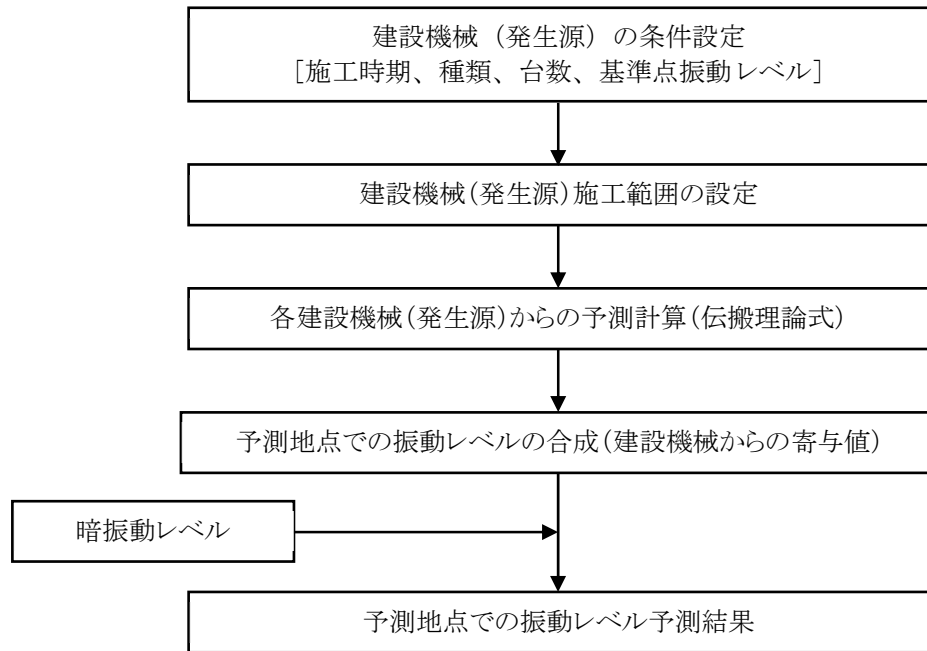 建設機械（発生源）の条件設定
［施工時期、種類、台数、基準点振動レベル］
建設機械(発生源)施工範囲の設定
各建設機械(発生源)からの予測計算(伝搬理論式)
予測地点での振動レベルの合成(建設機械からの寄与値)
暗振動レベル
予測地点での振動レベル予測結果